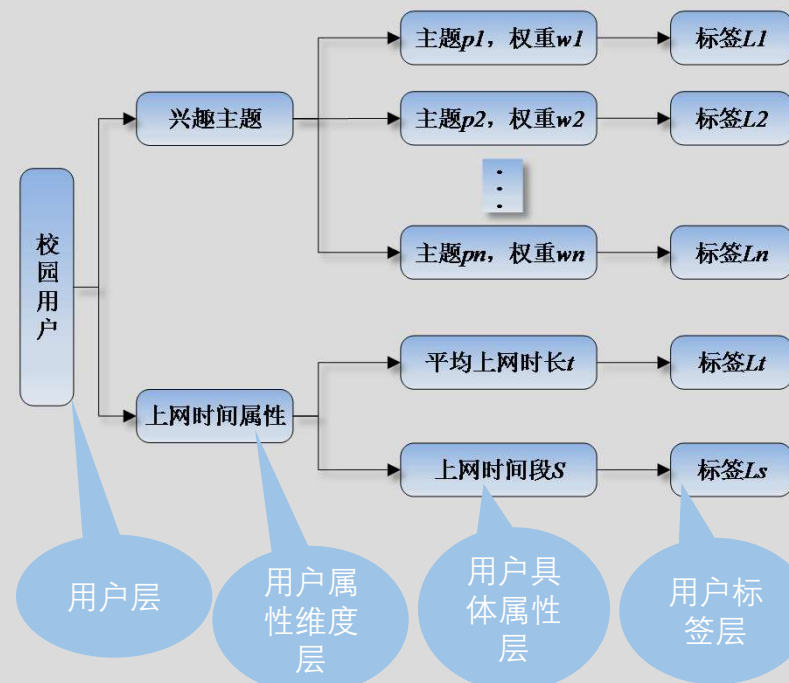 主题p1，权重w1
标签L1
兴趣主题
主题p2，权重w2
标签L2
校
园
用
户
主题pn，权重wn
标签Ln
平均上网时长t
标签Lt
上网时间属性
上网时间段S
标签Ls
用户层
用户属
性维度
层
用户具
体属性
层
用户标
签层